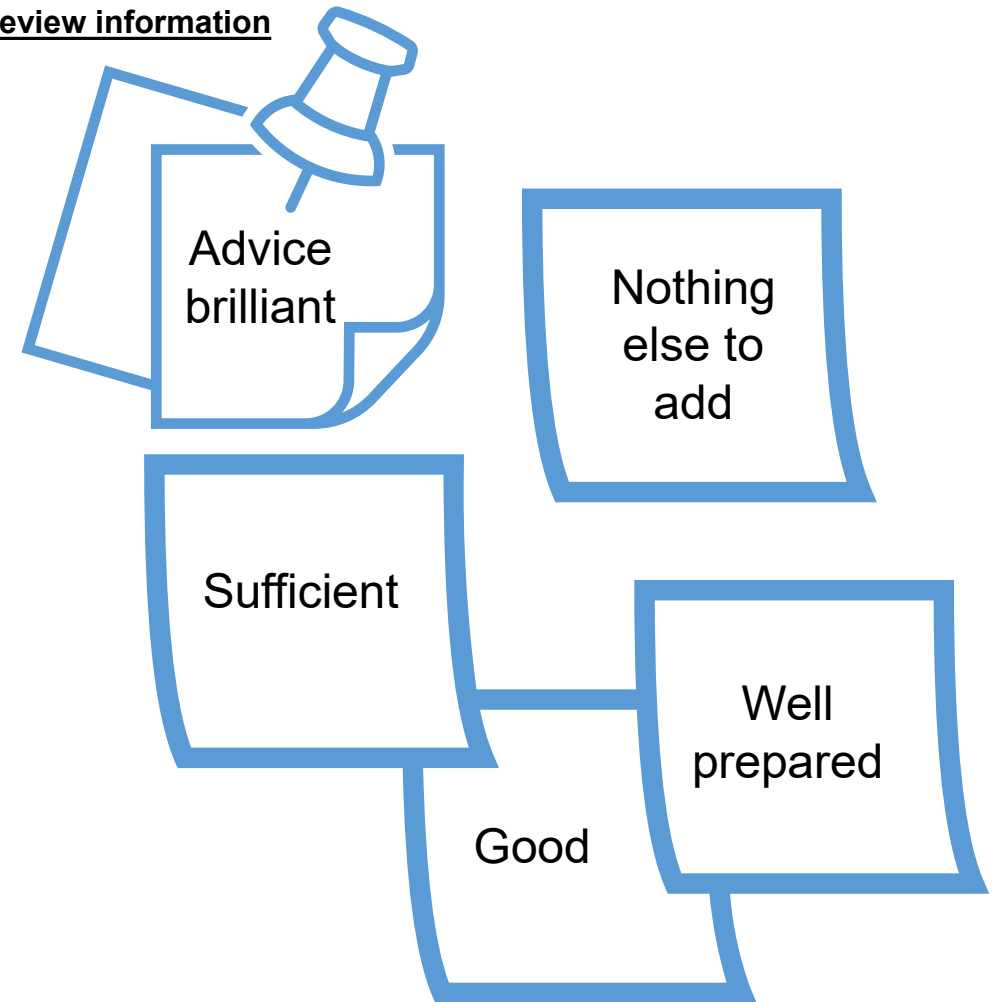 eview information
Advice
brilliant
Nothing
else to
add
Sufficient
Well
prepared
Good